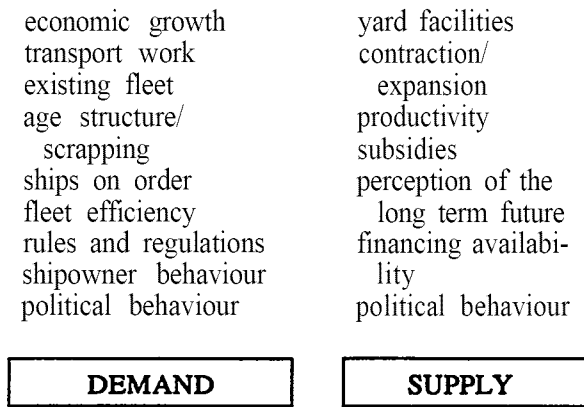 economic growth
transport work
existing fleet
age structure/
scrapping
ships on order
fleet efficiency
rules and regulations
shipowner behaviour
political behaviour
DEMAND
yard facilities
contraction/
expansion
productivity
subsidies
perception of the
long term future
financing availabi-
lity
political behaviour
SUPPLY